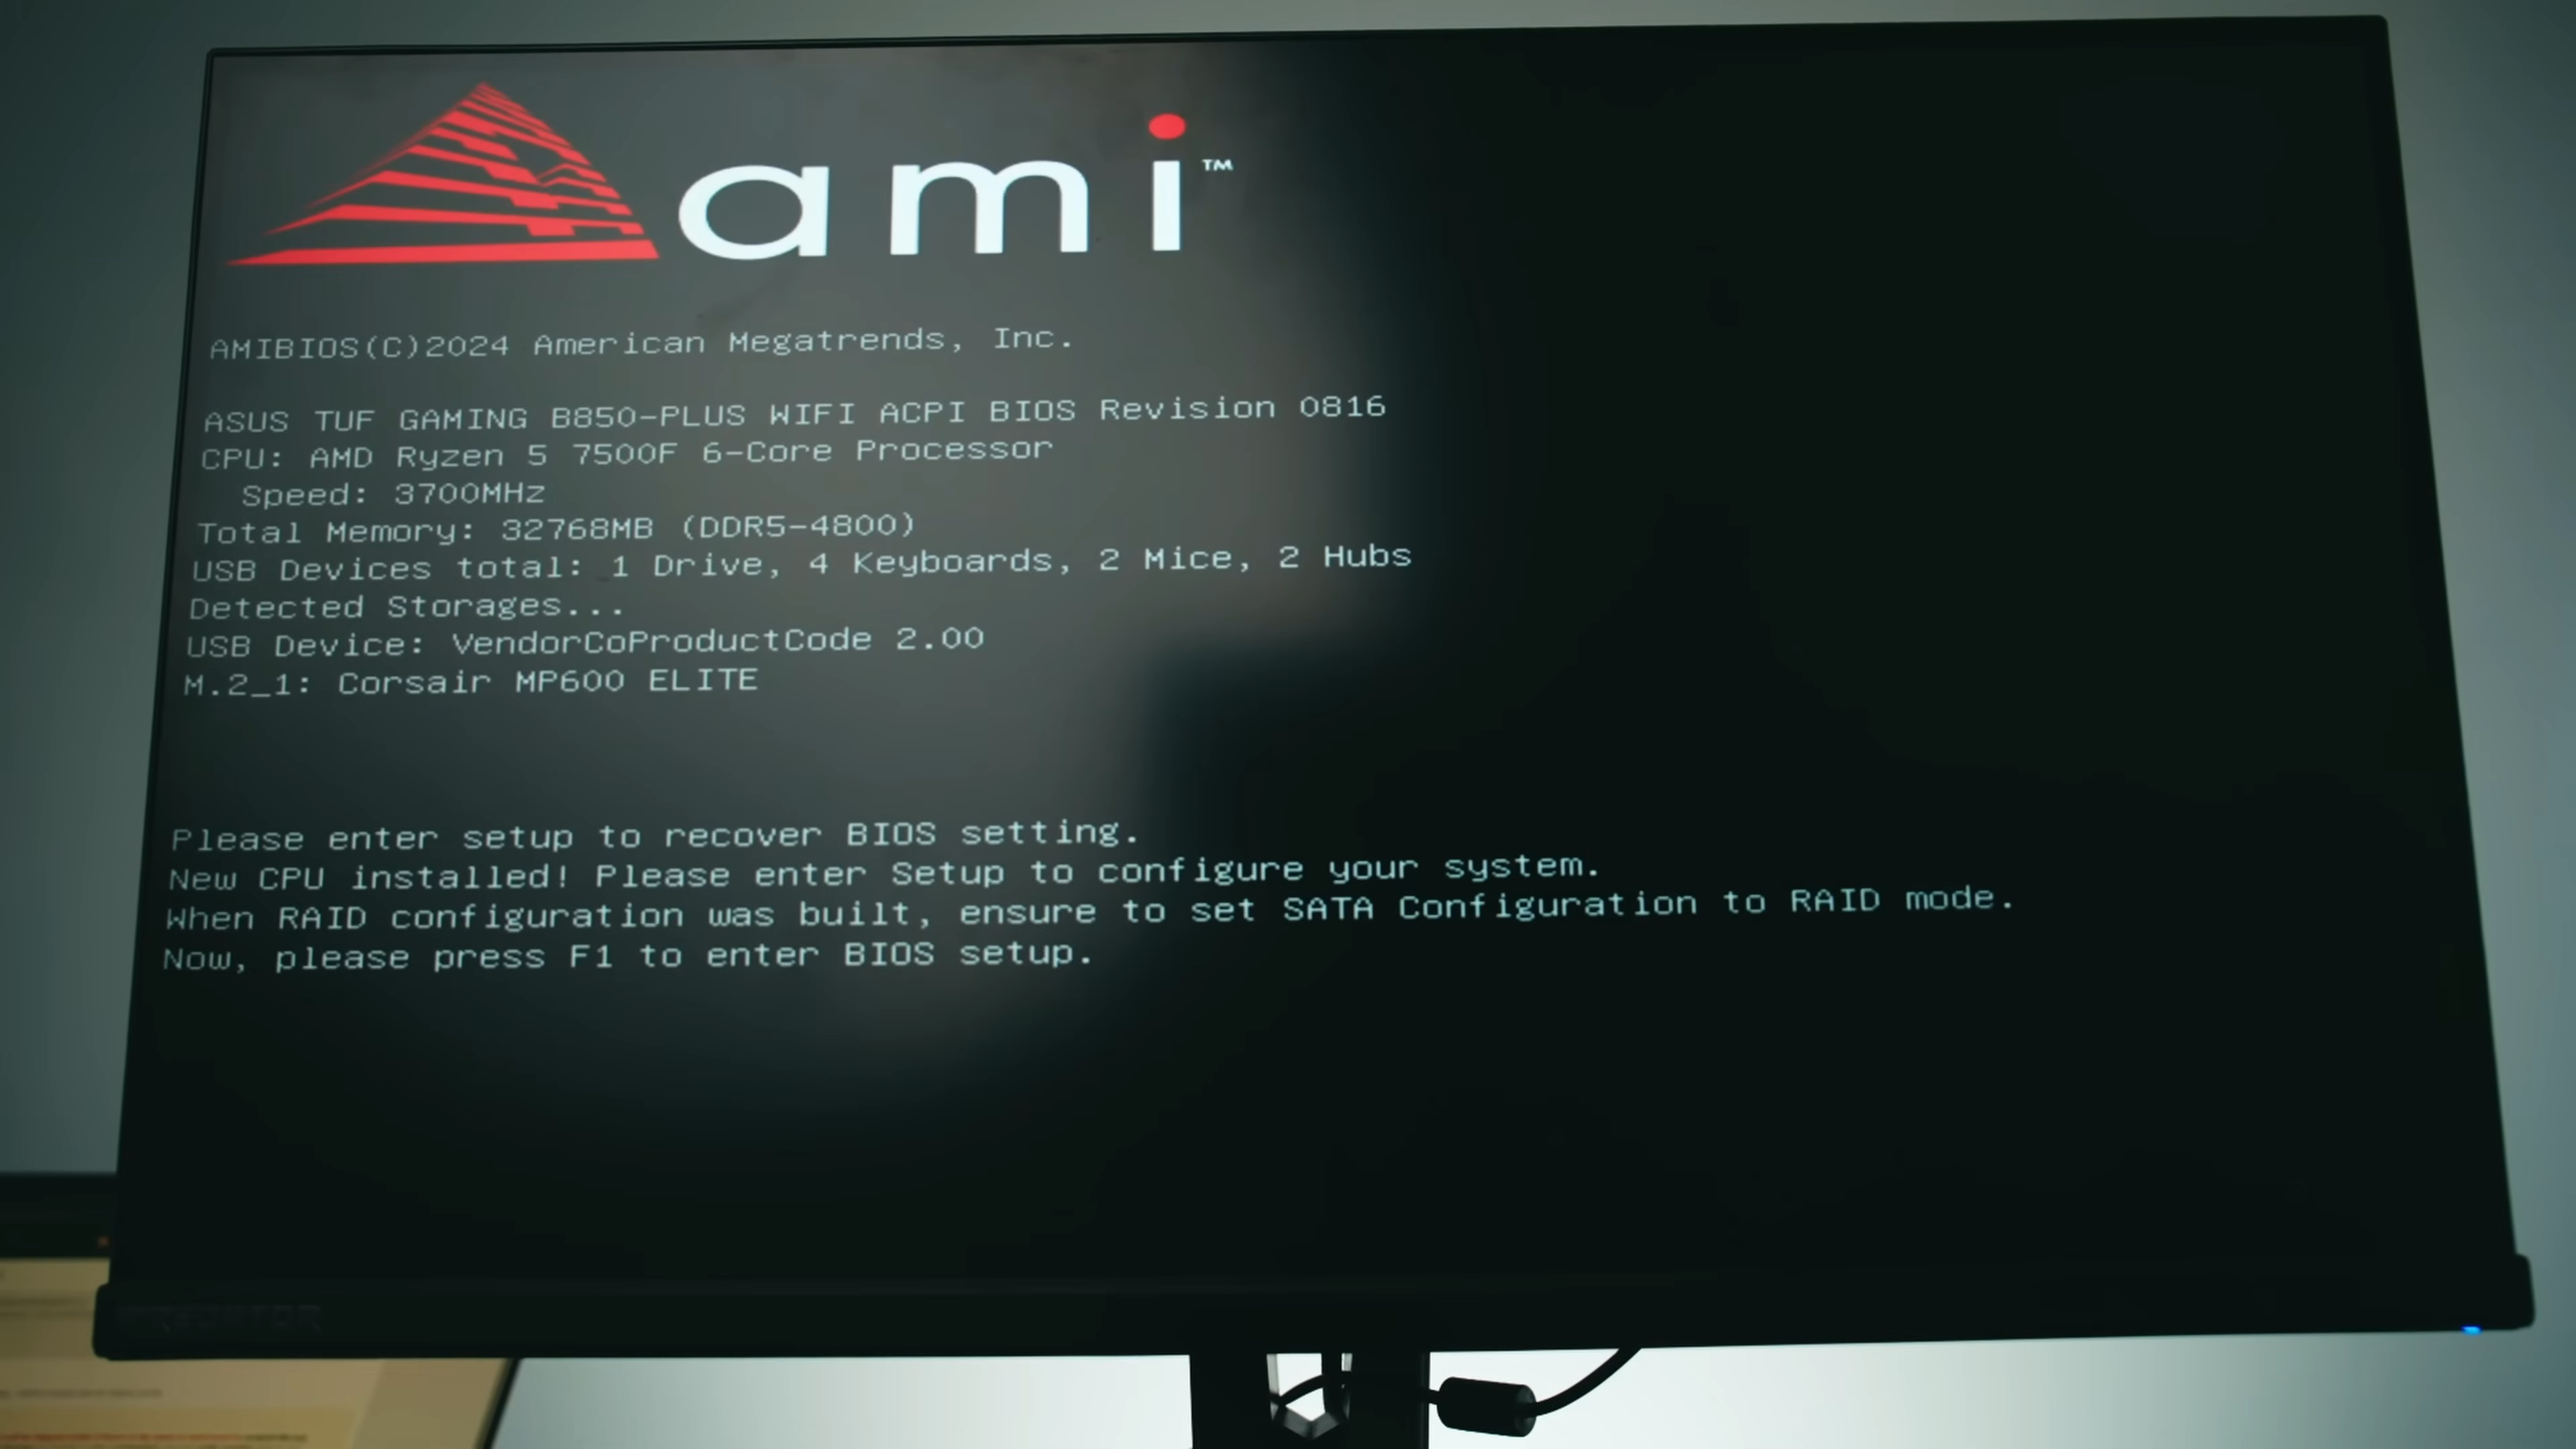 ami™
AMIBIOS(C)2024 American Megatrends, Inc.
ASUS TUF GAMING B850-PLUS WIFI ACPI BIOS Revision 0816
CPU: AMD Ryzen 5 7500F 6-Core Processor
Speed: 3700MHz
Total Memory: 32768MB (DDR5-4800)
USB Devices total: 1 Drive, 4 Keyboards, 2 Mice, 2 Hubs
Detected Storages...
USB Device: VendorCoProductCode 2.00
M.2_1: Corsair MP600 ELITE
Please enter setup to recover BIOS setting.
New CPU installed! Please enter Setup to configure your system.
When RAID configuration was built, ensure to set SATA Configuration to RAID mode.
Now, please press F1 to enter BIOS setup.
PREDATOR